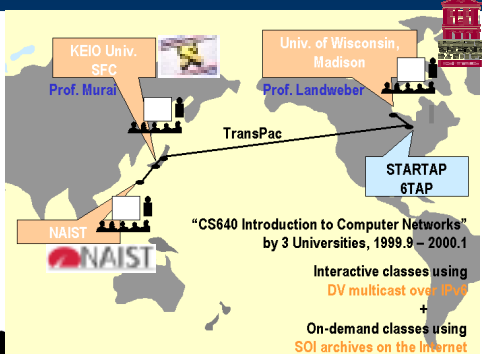 KEIO Univ.
SFC
Prof. Murai
Univ. of Wisconsin,
Madison
Prof. Landweber
TransPac
STARTAP
6TAP
NAIST
NAIST
“CS640 Introduction to Computer Networks”
by 3 Universities, 1999.9 – 2000.1
Interactive classes using
DV multicast over IPv6
+
On-demand classes using
SOI archives on the Internet